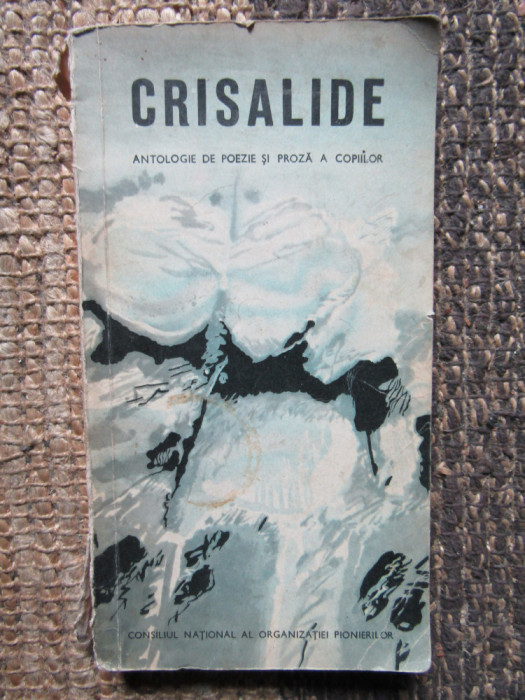 CRISALIDE
ANTOLOGIE DE POEZIE ȘI PROZĂ A COPIILOR
CONSILIUL NAȚIONAL AL ORGANIZAȚIEI PIONIERILOR